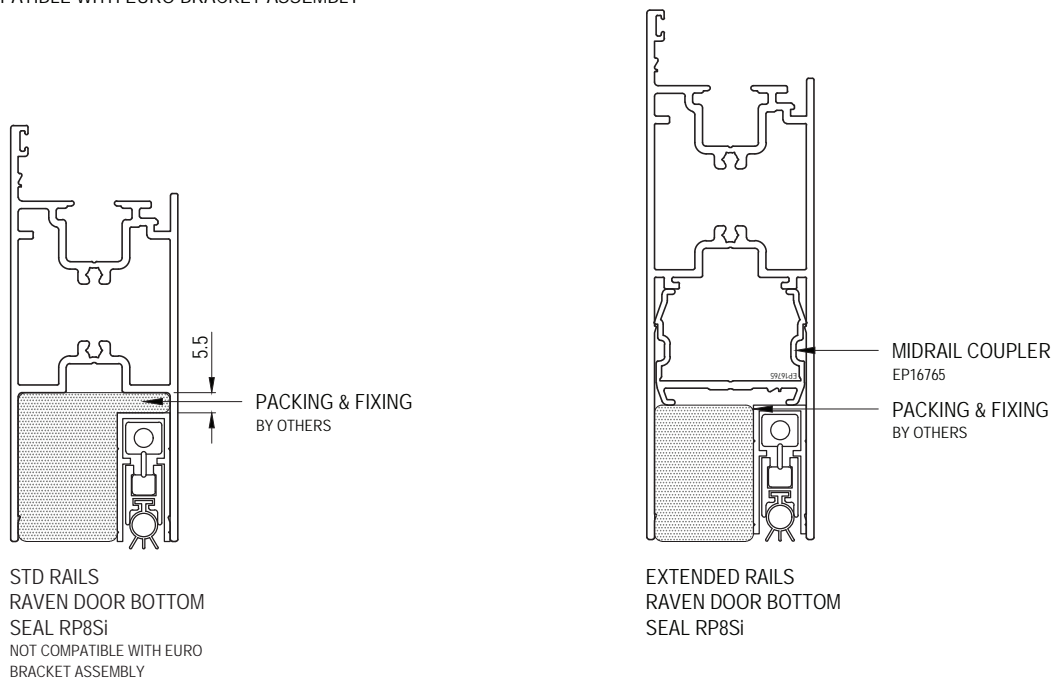 WITH EURO BRACKET ASSEMBLY
5.5
PACKING & FIXING
BY OTHERS
STD RAILS
RAVEN DOOR BOTTOM
SEAL RP8Si
NOT COMPATIBLE WITH EURO
BRACKET ASSEMBLY
EP16765
MIDRAIL COUPLER
EP16765
PACKING & FIXING
BY OTHERS
EXTENDED RAILS
RAVEN DOOR BOTTOM
SEAL RP8Si